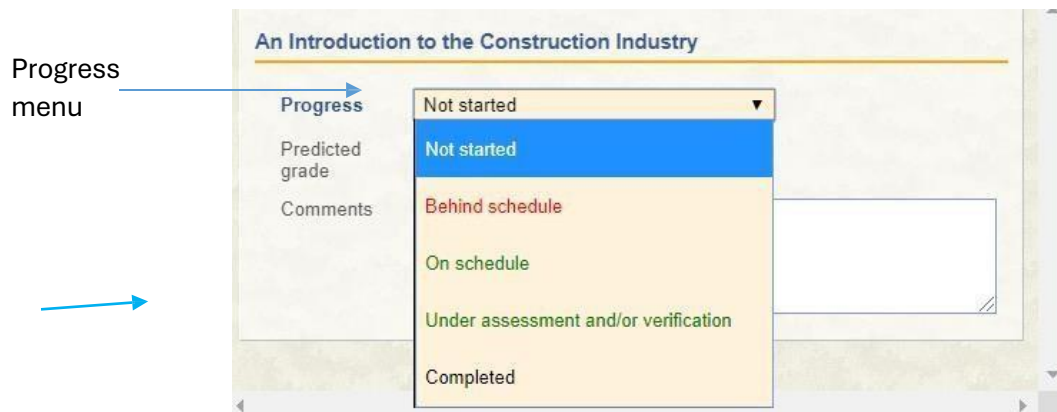 An Introduction to the Construction Industry
Progress
menu
Progress
Not started
Predicted
grade
Not started
Comments
Behind schedule
On schedule
Under assessment and/or verification
Completed